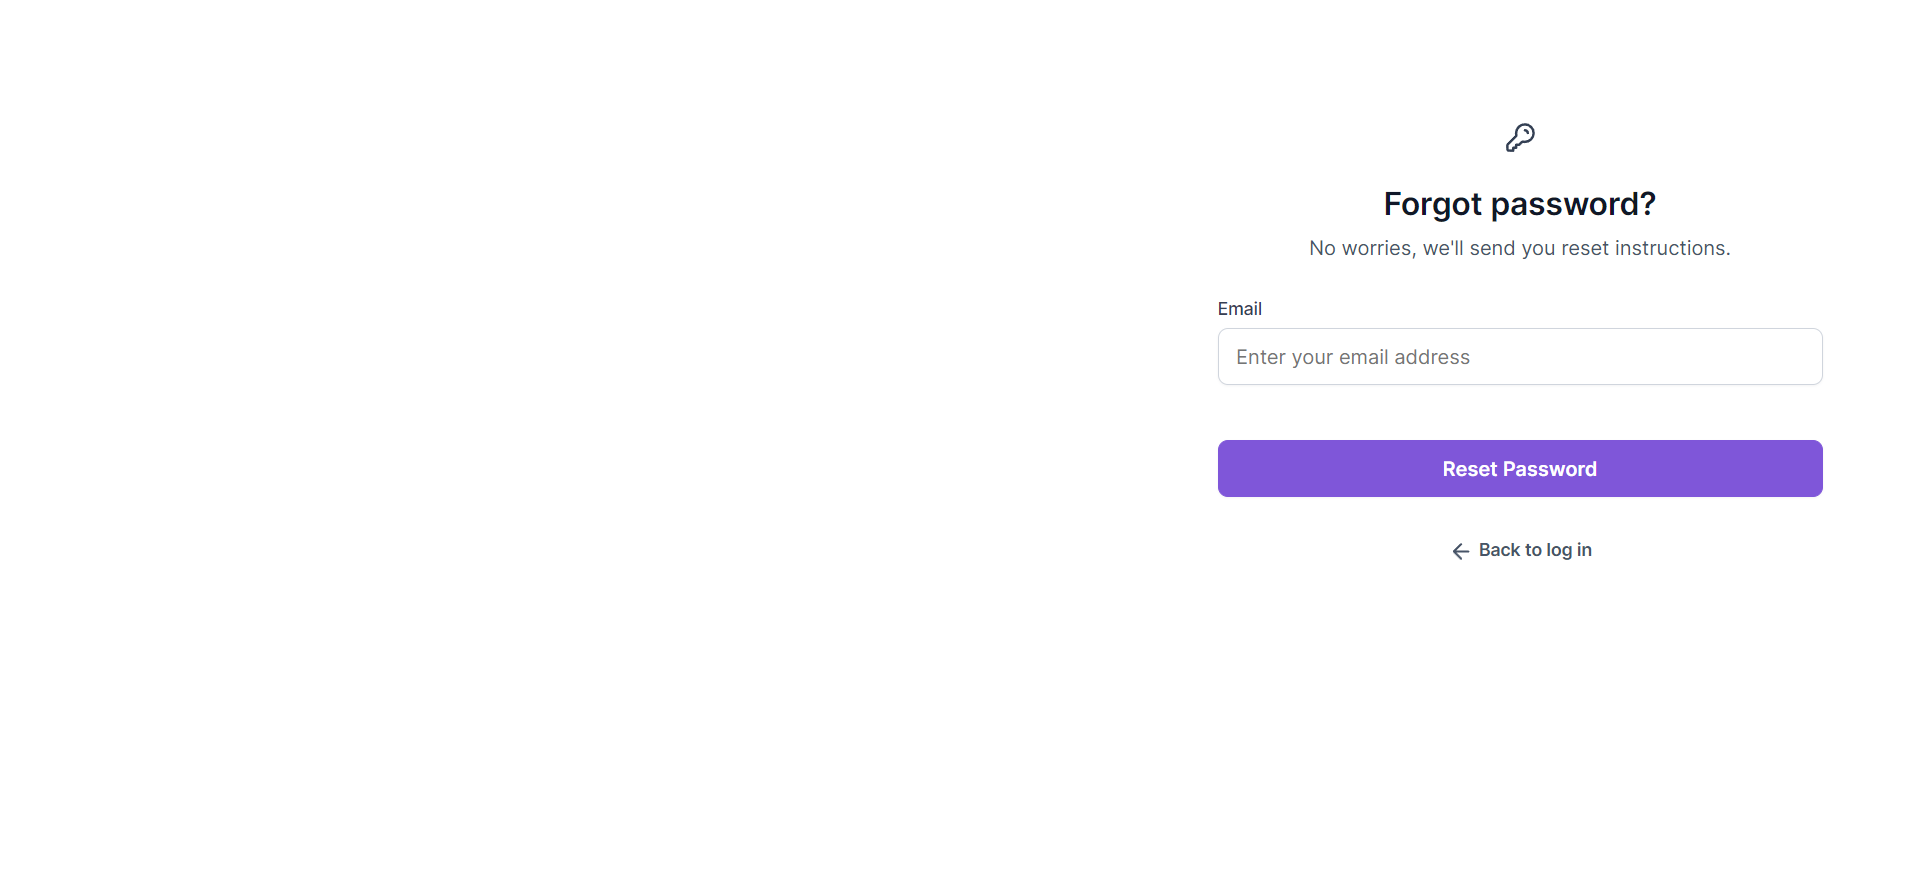 Forgot password?
No worries, we'll send you reset instructions.
Email
Enter your email address
Reset Password
Back to log in